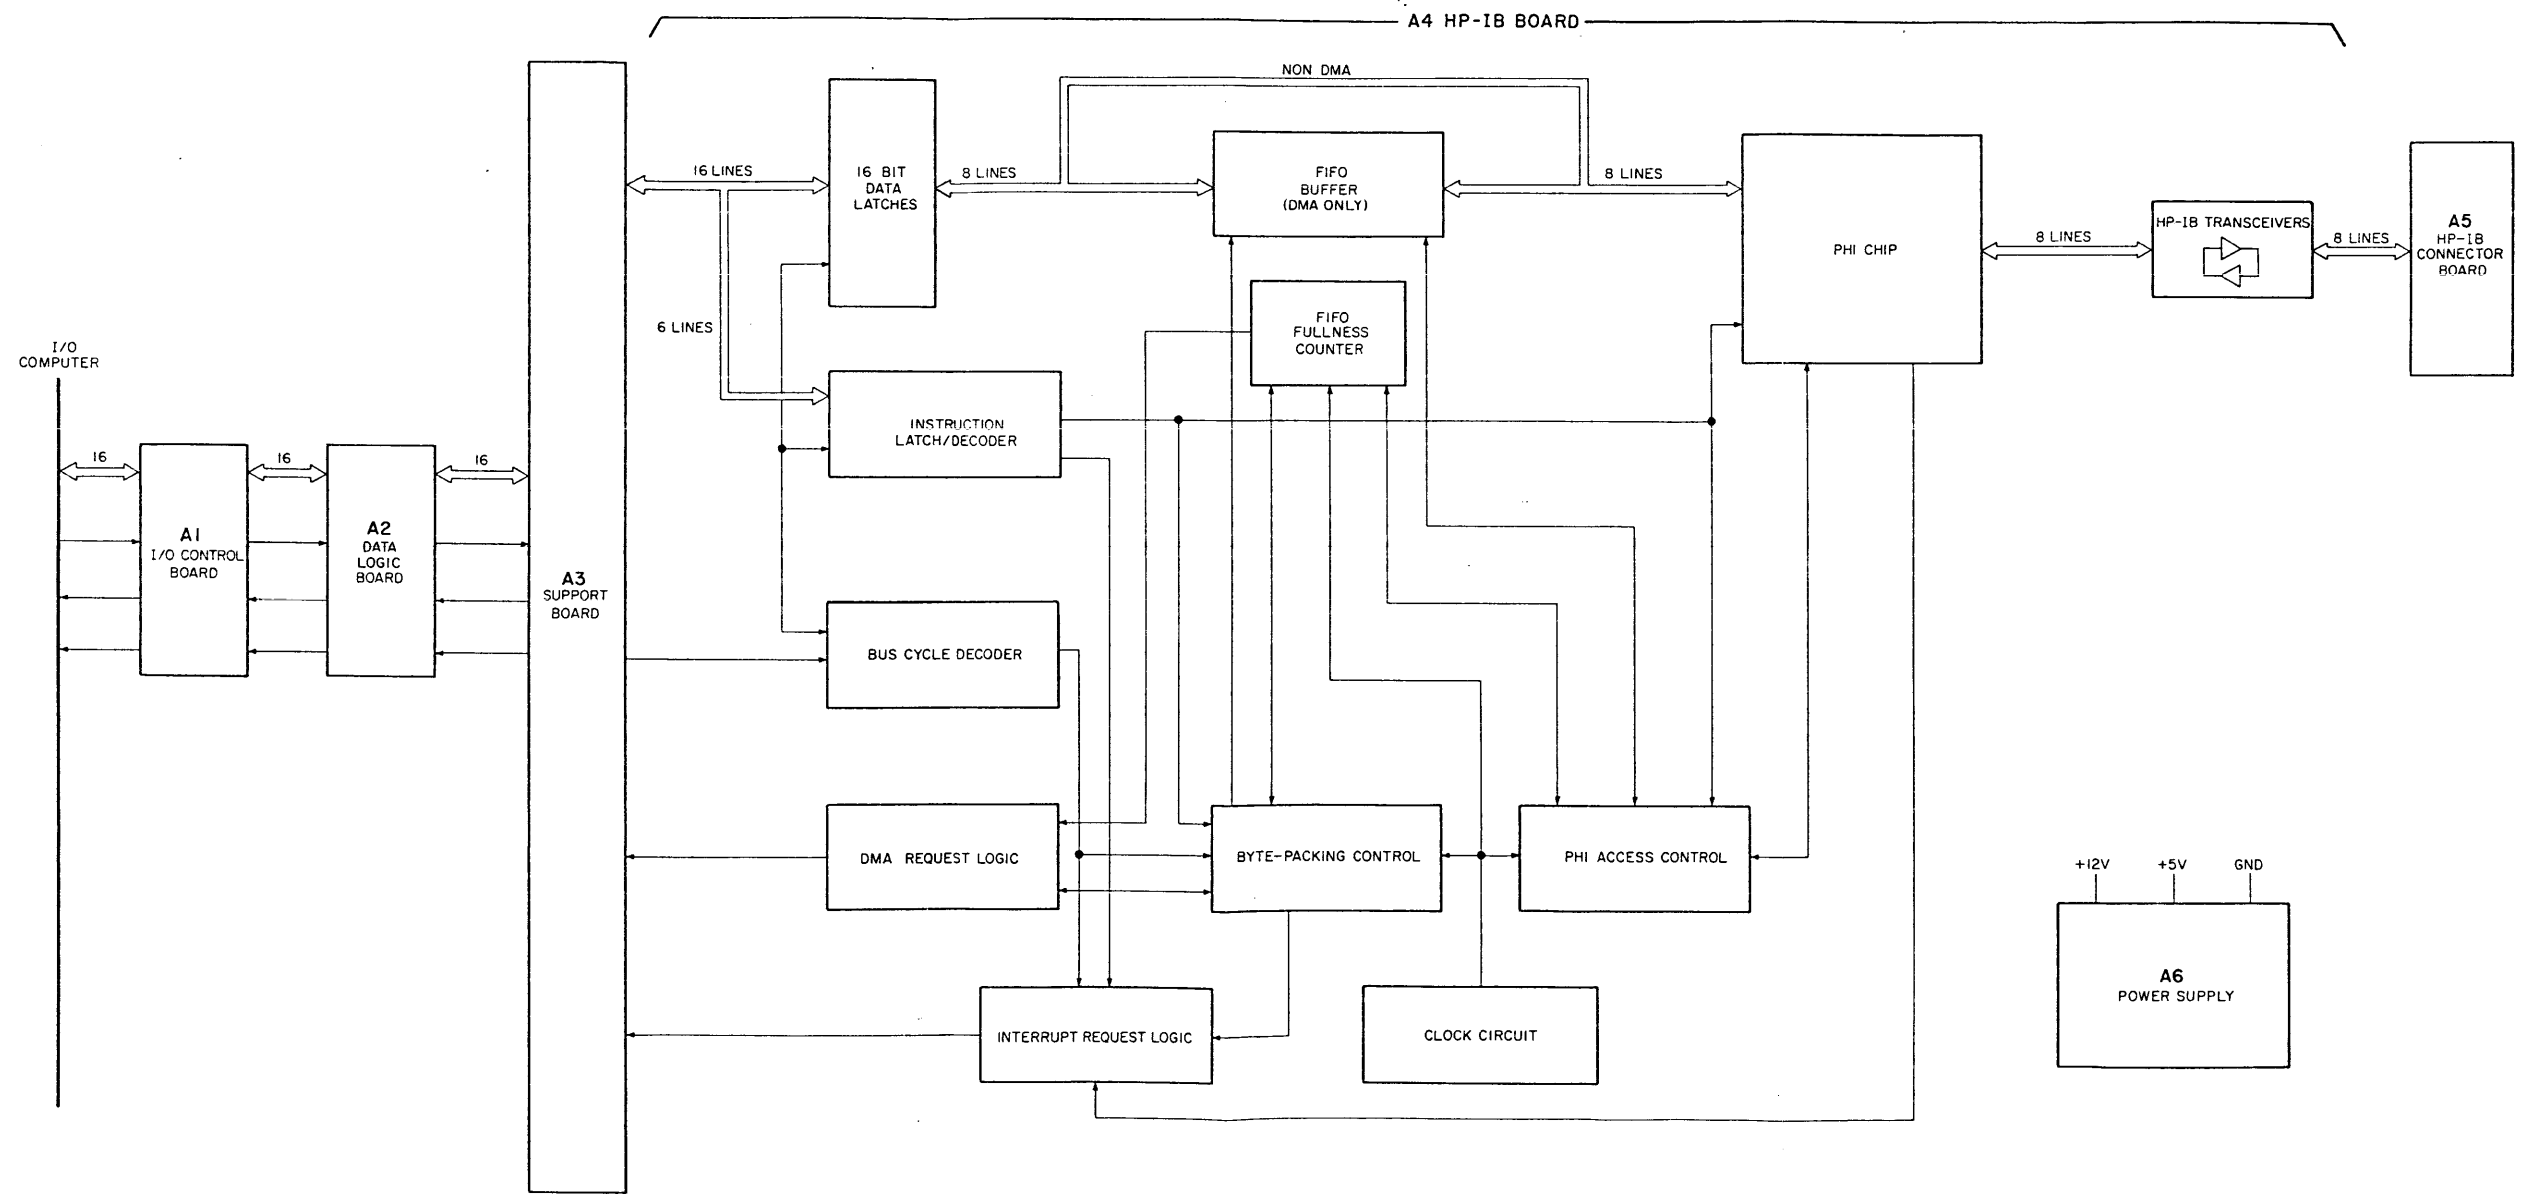 A4 HP-IB BOARD
NON DMA
16 LINES
16 BIT
DATA
LATCHES
8 LINES
FIFO
BUFFER
(DMA ONLY)
8 LINES
PHI CHIP
8 LINES
HP-IB TRANSCEIVERS
8 LINES
A5
HP-IB
CONNECTOR
BOARD
6 LINES
FIFO
FULLNESS
COUNTER
I/O
COMPUTER
INSTRUCTION
LATCH/DECODER
16
16
16
A1
I/O CONTROL
BOARD
A2
DATA
LOGIC
BOARD
A3
SUPPORT
BOARD
BUS CYCLE DECODER
DMA REQUEST LOGIC
BYTE-PACKING CONTROL
PHI ACCESS CONTROL
+12V
+5V
GND
A6
POWER SUPPLY
INTERRUPT REQUEST LOGIC
CLOCK CIRCUIT